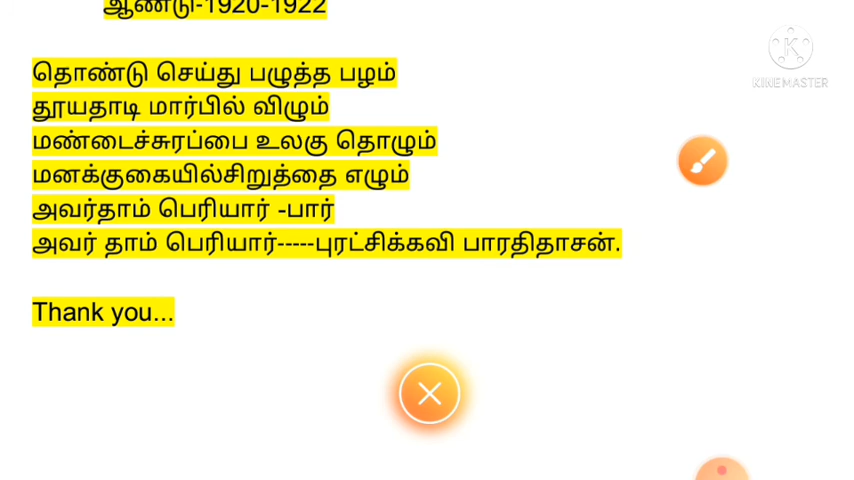 ஆண்டு-1920-1922
தொண்டு செய்து பழுத்த பழம்
தூயதாடி மார்பில் விழும்
மண்டைச்சுரப்பை உலகு தொழும்
மனக்குகையில்சிறுத்தை எழும்
அவர்தாம் பெரியார் -பார்
அவர் தாம் பெரியார்-----புரட்சிக்கவி பாரதிதாசன்.
Thank you...
K
KINEMASTER